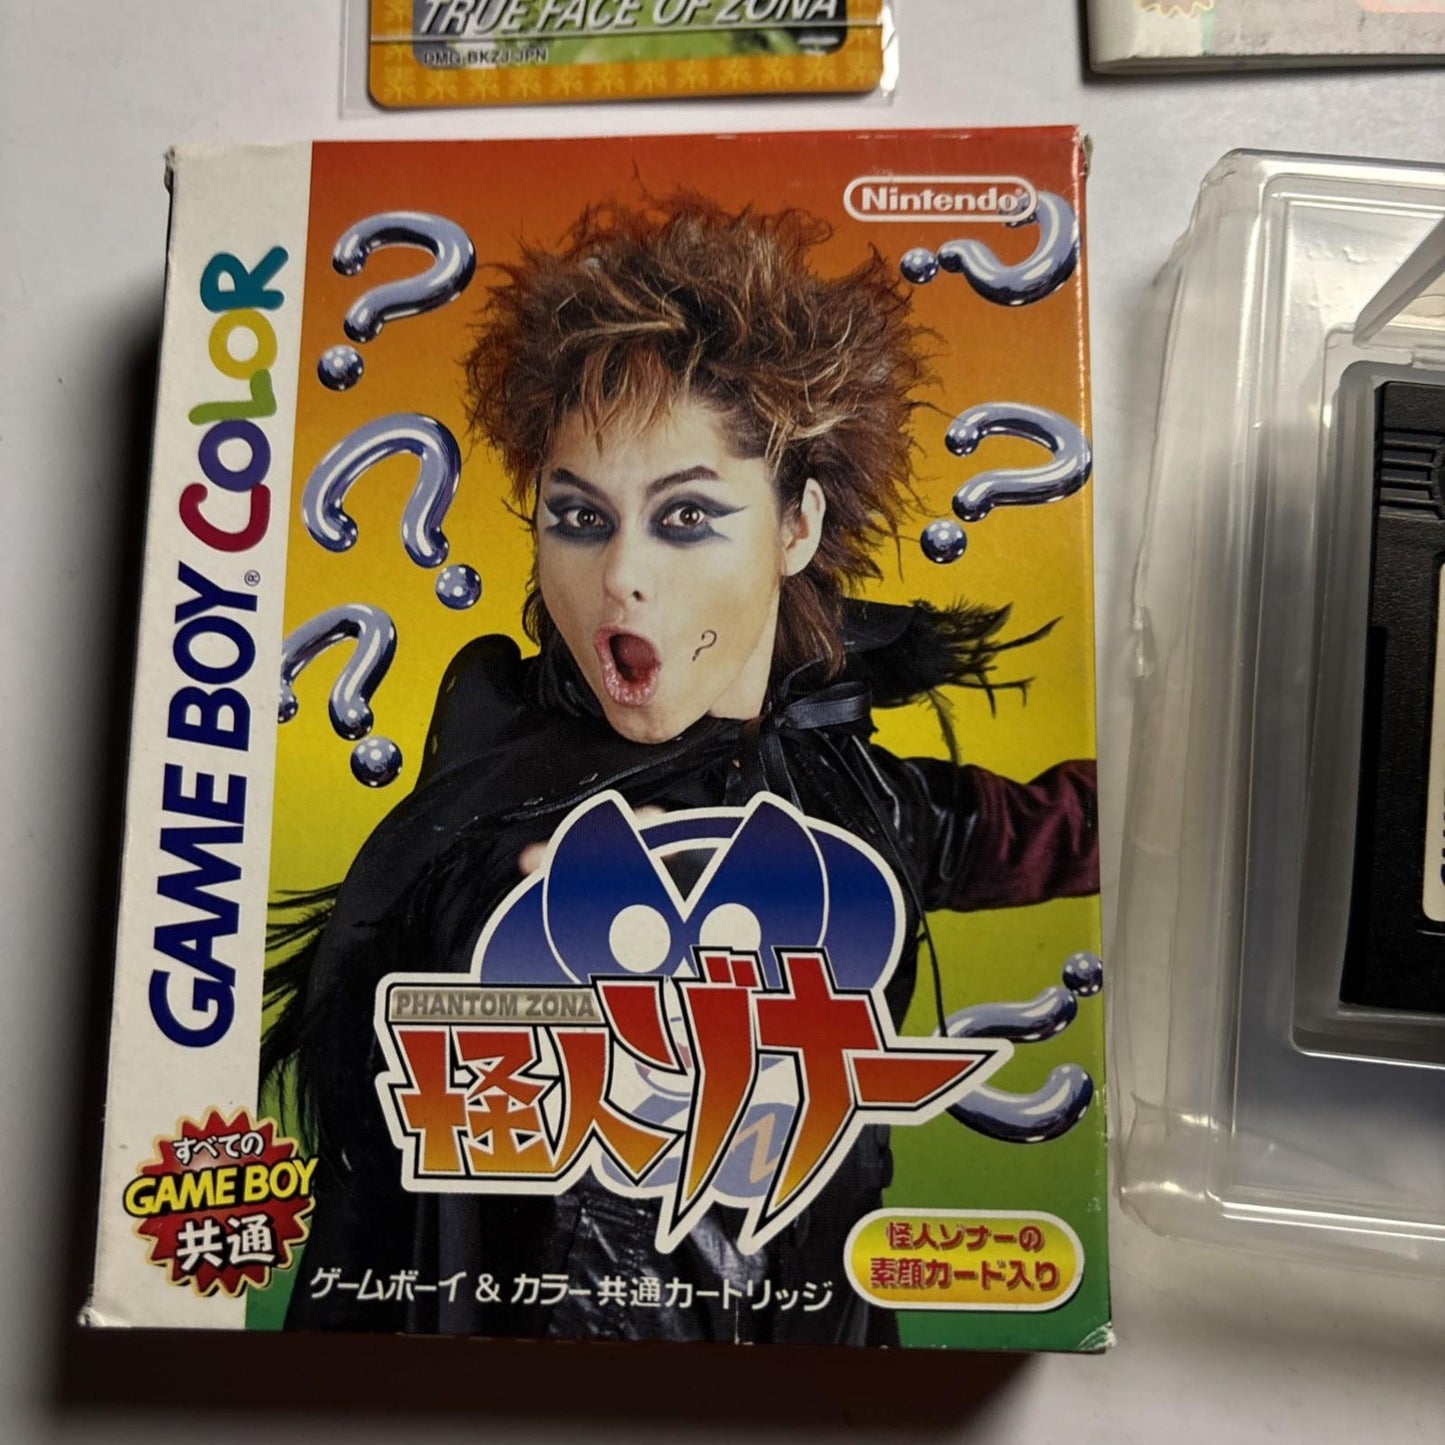 TRUE FACE OF ZONA
DMG-BKZJ-JPN
Nintendo®
GAME BOY® COLOR
PHANTOM ZONA
怪人ゾナー
すべての
GAME BOY
共通
ゲームボーイ & カラー共通カートリッジ
怪人ゾナーの
素顔カード入り